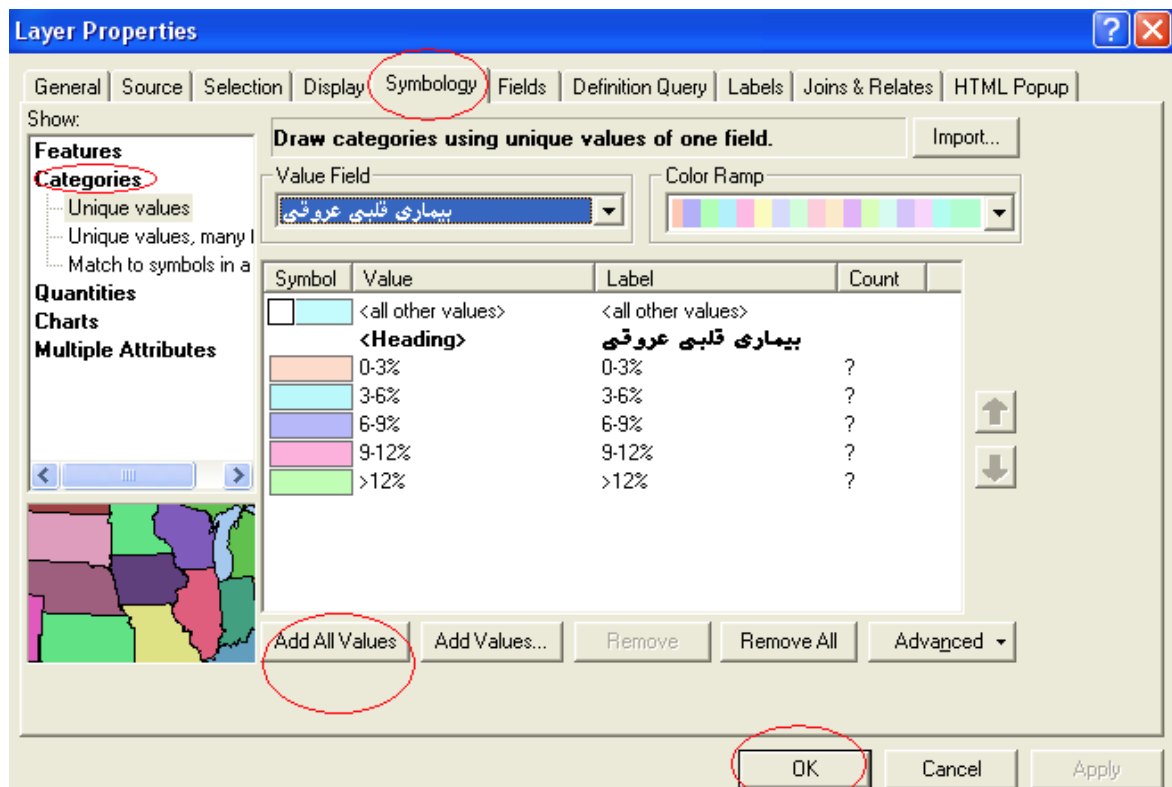 Layer Properties
General Source Selection Display Symbology Fields Definition Query Labels Joins & Relates HTML Popup
Show:
Features
Categories
Unique values
Unique values, many
Match to symbols in a
Quantities
Charts
Multiple Attributes
Draw categories using unique values of one field.
Import...
Value Field
بیماری قلبی عروقی
Color Ramp
Symbol Value Label Count
<all other values> <all other values>
<Heading> بیماری قلبی عروقی
0-3% 0-3% ?
3-6% 3-6% ?
6-9% 6-9% ?
9-12% 9-12% ?
>12% >12% ?
Add All Values Add Values... Remove Remove All Advanced
OK Cancel Apply